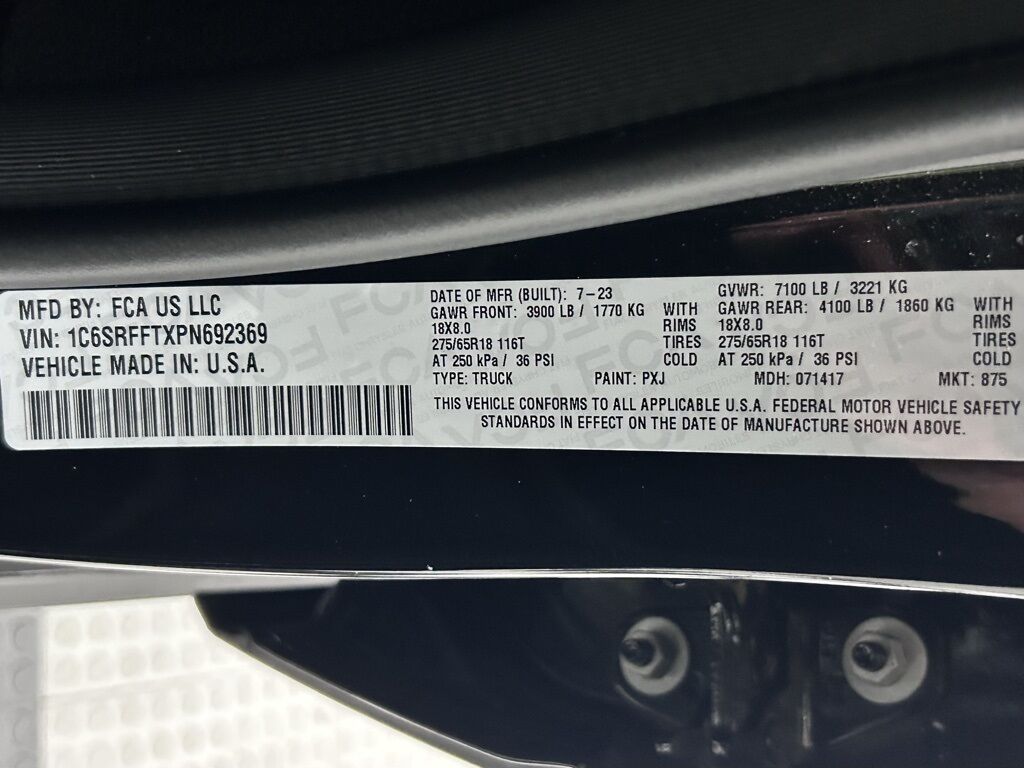 MFD BY: FCA US LLC
VIN: 1C6SRFFTXPN692369
VEHICLE MADE IN: U.S.A.
DATE OF MFR (BUILT): 7-23 GVWR: 7100 LB / 3221 KG
GAWR FRONT: 3900 LB / 1770 KG WITH GAWR REAR: 4100 LB / 1860 KG WITH
18X8.0 RIMS 18X8.0 RIMS
275/65R18 116T TIRES 275/65R18 116T TIRES
AT 250 kPa / 36 PSI COLD AT 250 kPa / 36 PSI COLD
TYPE: TRUCK PAINT: PXJ MDH: 071417 MKT: 875
THIS VEHICLE CONFORMS TO ALL APPLICABLE U.S.A. FEDERAL MOTOR VEHICLE SAFETY
STANDARDS IN EFFECT ON THE DATE OF MANUFACTURE SHOWN ABOVE.